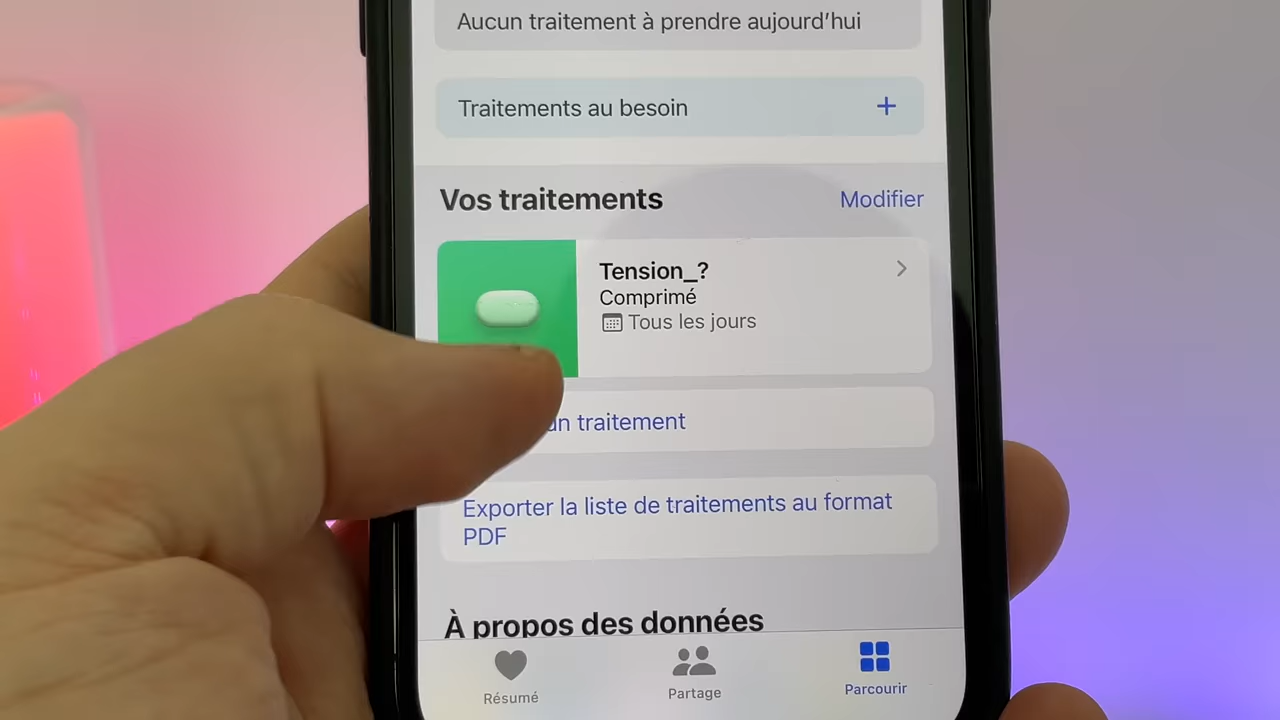 Aucun traitement à prendre aujourd'hui
Traitements au besoin
+
Vos traitements
Modifier
Tension_?
Comprimé
Tous les jours
un traitement
Exporter la liste de traitements au format
PDF
À propos des données
Résumé
Partage
Parcourir